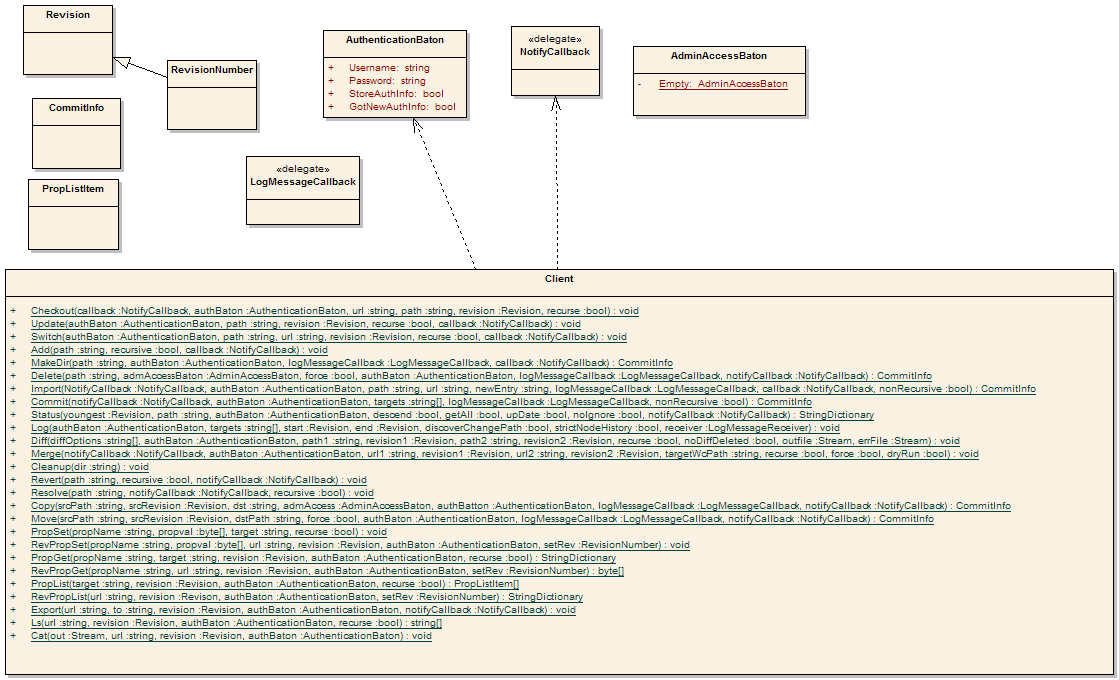 Revision
RevisionNumber
CommitInfo
PropListItem
AuthenticationBaton
+ Username: string
+ Password: string
+ StoreAuthInfo: bool
+ GotNewAuthInfo: bool
«delegate»
LogMessageCallback
«delegate»
NotifyCallback
AdminAccessBaton
- Empty: AdminAccessBaton
Client
+ Checkout(callback :NotifyCallback, authBaton :AuthenticationBaton, url :string, path :string, revision :Revision, recurse :bool) : void
+ Update(authBaton :AuthenticationBaton, path :string, revision :Revision, recurse :bool, callback :NotifyCallback) : void
+ Switch(authBaton :AuthenticationBaton, path :string, url :string, revision :Revision, recurse :bool, callback :NotifyCallback) : void
+ Add(path :string, recursive :bool, callback :NotifyCallback) : void
+ MakeDir(path :string, authBaton :AuthenticationBaton, logMessageCallback :LogMessageCallback, callback :NotifyCallback) : CommitInfo
+ Delete(path :string, admAccessBaton :AdminAccessBaton, force :bool, authBaton :AuthenticationBaton, logMessageCallback :LogMessageCallback, notifyCallback :NotifyCallback) : CommitInfo
+ Import(NotifyCallback :NotifyCallback, authBaton :AuthenticationBaton, path :string, url :string, newEntry :string, logMessageCallback :LogMessageCallback, callback :NotifyCallback, nonRecursive :bool) : CommitInfo
+ Commit(notifyCallback :NotifyCallback, authBaton :AuthenticationBaton, targets :string[], logMessageCallback :LogMessageCallback, nonRecursive :bool) : CommitInfo
+ Status(youngest :Revision, path :string, authBaton :AuthenticationBaton, descend :bool, getAll :bool, upDate :bool, noIgnore :bool, notifyCallback :NotifyCallback) : StringDictionary
+ Log(authBaton :AuthenticationBaton, targets :string[], start :Revision, end :Revision, discoverChangePath :bool, strictNodeHistory :bool, receiver :LogMessageReceiver) : void
+ Diff(diffOptions :string[], authBaton :AuthenticationBaton, path1 :string, revision1 :Revision, path2 :string, revision2 :Revision, recurse :bool, noDiffDeleted :bool, outfile :Stream, errFile :Stream) : void
+ Merge(notifyCallback :NotifyCallback, authBaton :AuthenticationBaton, url1 :string, revision1 :Revision, url2 :string, revision2 :Revision, targetWcPath :string, recurse :bool, force :bool, dryRun :bool) : void
+ Cleanup(dir :string) : void
+ Revert(path :string, recursive :bool, notifyCallback :NotifyCallback) : void
+ Resolve(path :string, notifyCallback :NotifyCallback, recursive :bool) : void
+ Copy(srcPath :string, srcRevision :Revision, dst :string, admAccess :AdminAccessBaton, authBatton :AuthenticationBaton, logMessageCallback :LogMessageCallback, notifyCallback :NotifyCallback) : CommitInfo
+ Move(srcPath :string, srcRevision :Revision, dstPath :string, force :bool, authBaton :AuthenticationBaton, logMessageCallback :LogMessageCallback, notifyCallback :NotifyCallback) : CommitInfo
+ PropSet(propName :string, propval :byte[], target :string, recurse :bool) : void
+ RevPropSet(propName :string, propval :byte[], url :string, revision :Revision, authBaton :AuthenticationBaton, setRev :RevisionNumber) : void
+ PropGet(propName :string, target :string, revision :Revision, authBaton :AuthenticationBaton, recurse :bool) : StringDictionary
+ RevPropGet(propName :string, url :string, revision :Revision, authBaton :AuthenticationBaton, setRev :RevisionNumber) : byte[]
+ PropList(target :string, revision :Revision, authBaton :AuthenticationBaton, recurse :bool) : PropListItem[]
+ RevPropList(url :string, revision :Revison, authBaton :AuthenticationBaton, setRev :RevisionNumber) : StringDictionary
+ Export(url :string, to :string, revision :Revision, authBaton :AuthenticationBaton, notifyCallback :NotifyCallback) : void
+ Ls(url :string, revision :Revision, authBaton :AuthenticationBaton, recurse :bool) : string[]
+ Cat(out :Stream, url :string, revision :Revision, authBaton :AuthenticationBaton) : void